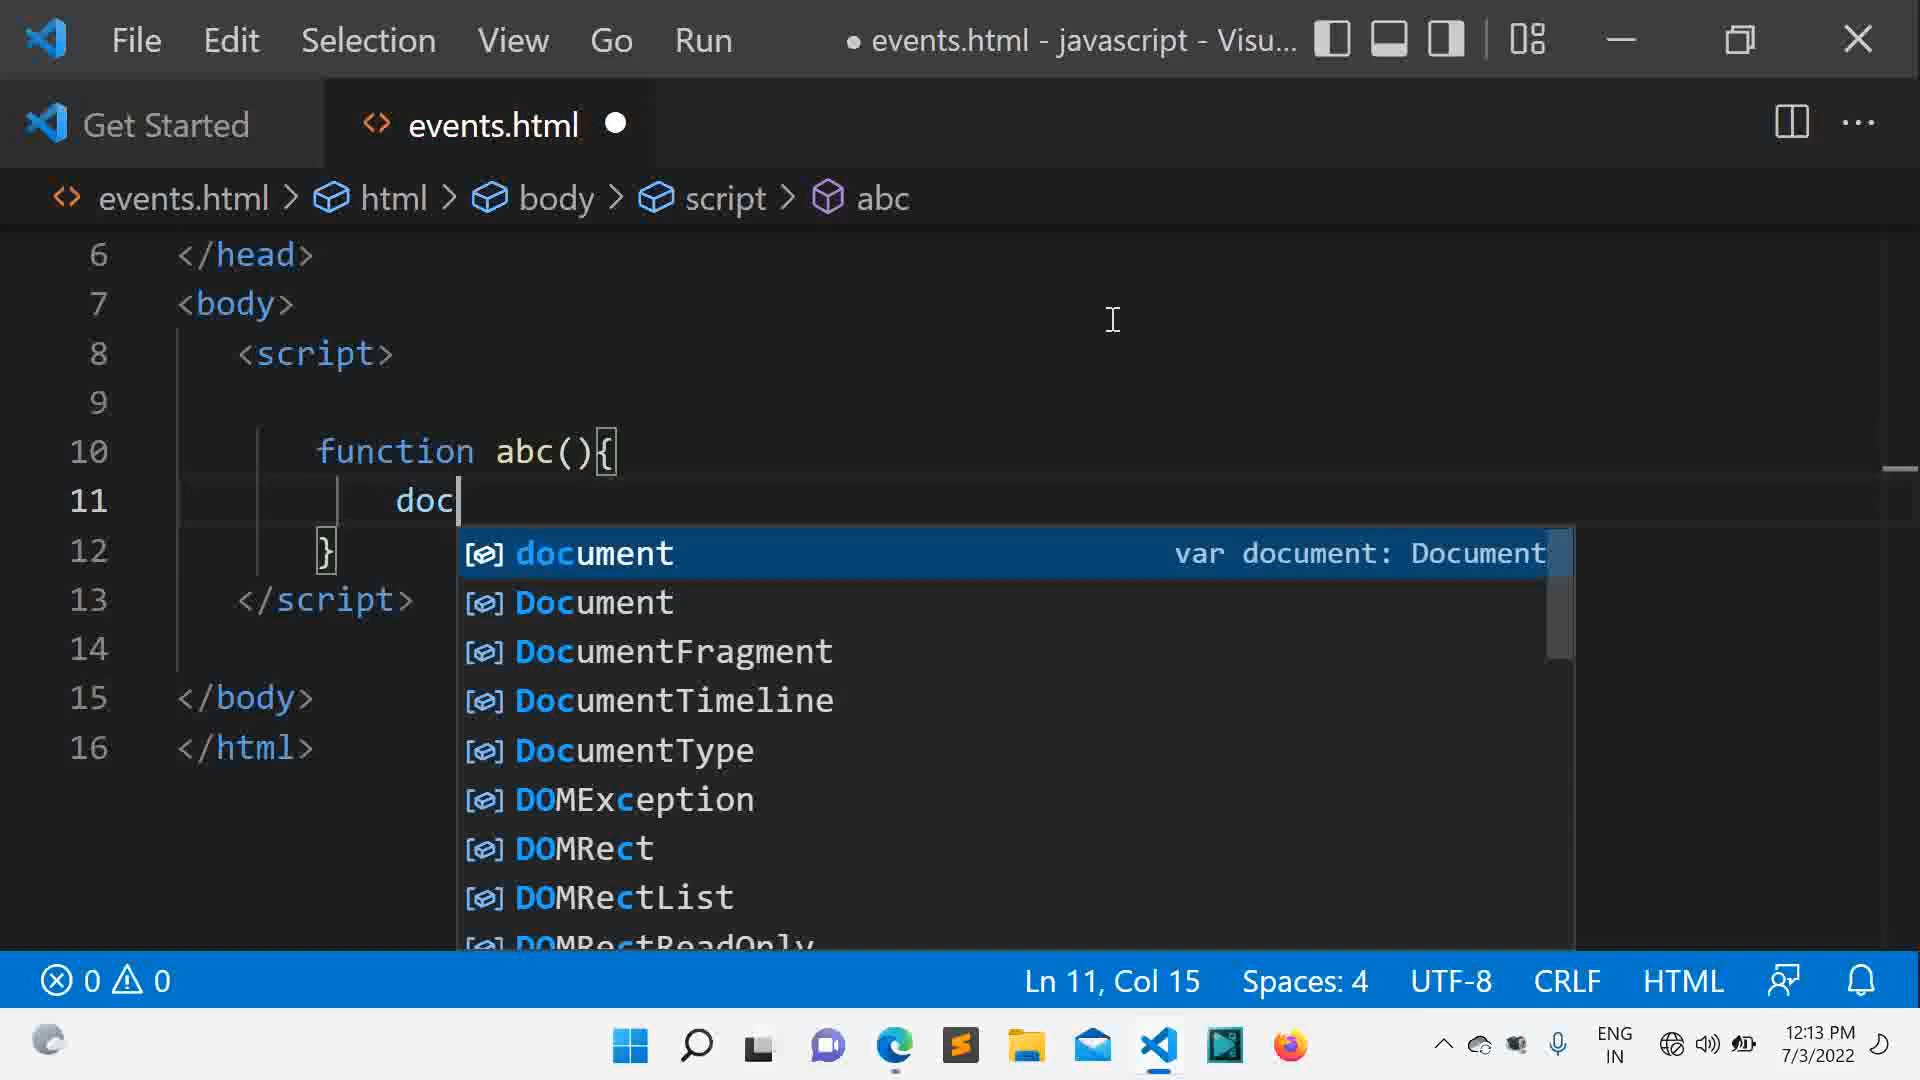 File Edit Selection View Go Run ● events.html - javascript - Visu...
Get Started events.html
events.html > html > body > script > abc
6 </head>
7 <body>
8 <script>
9
10 function abc(){
11 doc
12 }
13 </script>
14
15 </body>
16 </html>
document var document: Document
Document
DocumentFragment
DocumentTimeline
DocumentType
DOMException
DOMRect
DOMRectList
DOMRectReadOnly
0 0 Ln 11, Col 15 Spaces: 4 UTF-8 CRLF HTML
ENG 12:13 PM
IN 7/3/2022